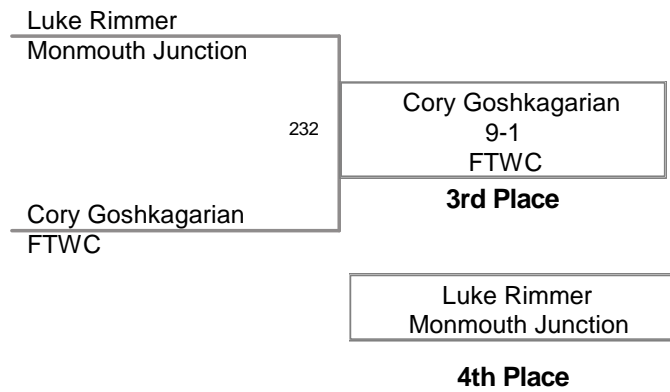 Luke Rimmer
Monmouth Junction
232
Cory Goshkagarian
9-1
FTWC
3rd Place
Cory Goshkagarian
FTWC
Luke Rimmer
Monmouth Junction
4th Place